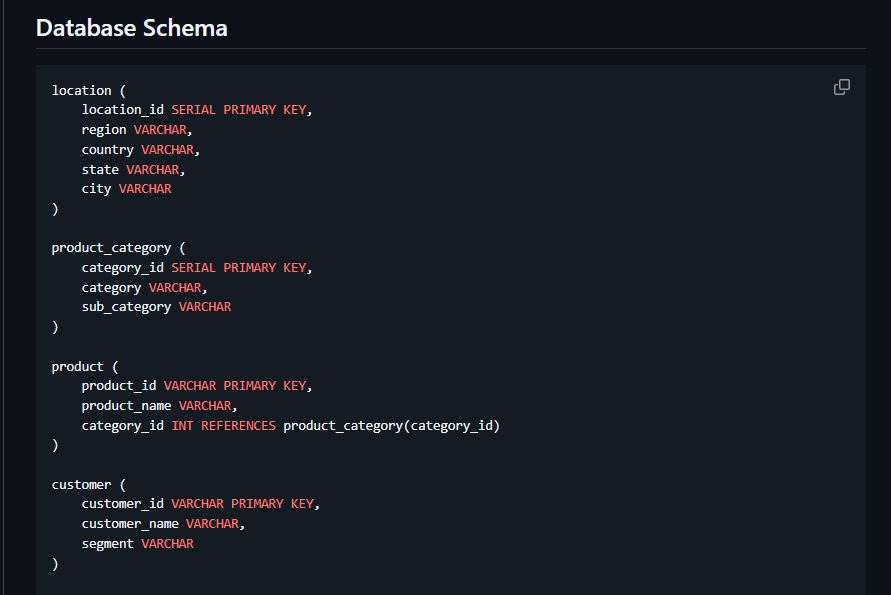 Database Schema
location (
    location_id SERIAL PRIMARY KEY,
    region VARCHAR,
    country VARCHAR,
    state VARCHAR,
    city VARCHAR
)
product_category (
    category_id SERIAL PRIMARY KEY,
    category VARCHAR,
    sub_category VARCHAR
)
product (
    product_id VARCHAR PRIMARY KEY,
    product_name VARCHAR,
    category_id INT REFERENCES product_category(category_id)
)
customer (
    customer_id VARCHAR PRIMARY KEY,
    customer_name VARCHAR,
    segment VARCHAR
)